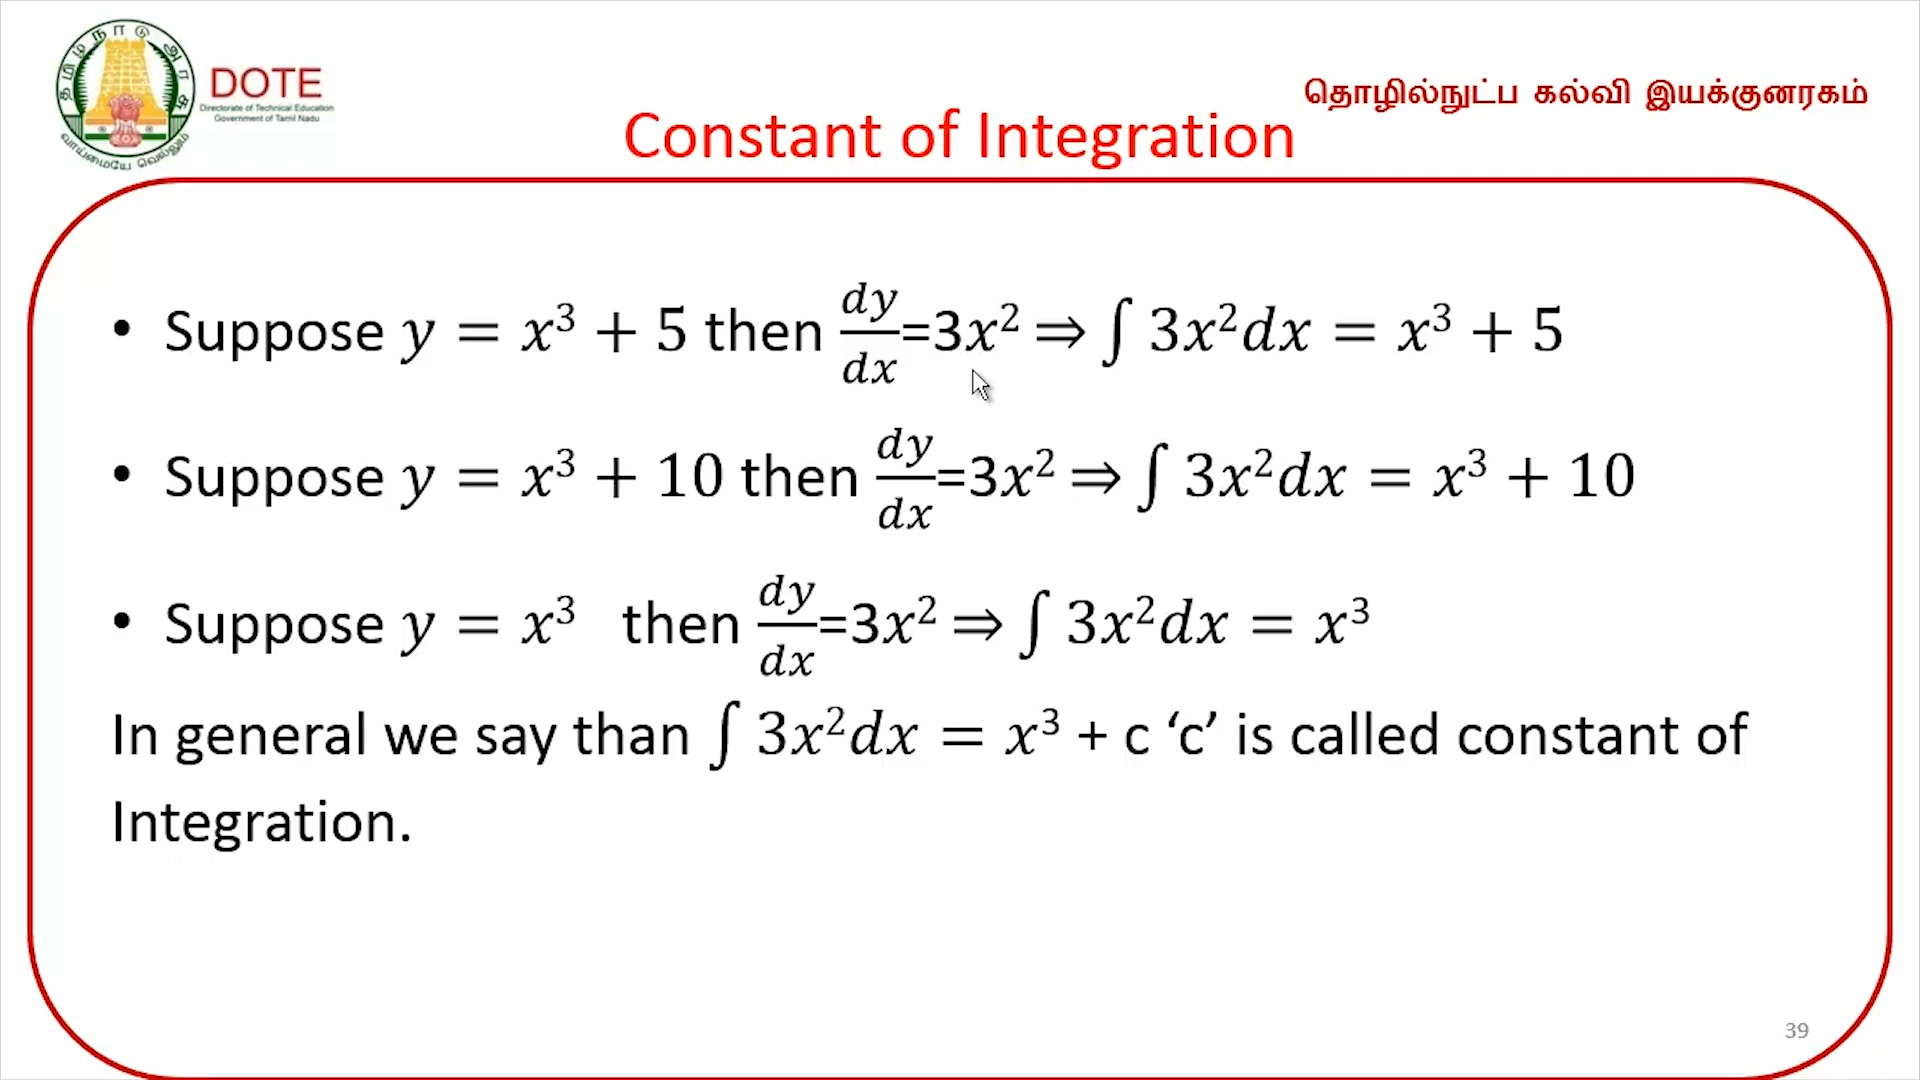 தமிழ்நாடு அரசு
வாய்மையே வெல்லும்
DOTE
Directorate of Technical Education
Government of Tamil Nadu
தொழில்நுட்ப கல்வி இயக்குனரகம்
Constant of Integration
• Suppose y = x³ + 5 then dy/dx=3x² ⇒ ∫ 3x²dx = x³ + 5
• Suppose y = x³ + 10 then dy/dx=3x² ⇒ ∫ 3x²dx = x³ + 10
• Suppose y = x³ then dy/dx=3x² ⇒ ∫ 3x²dx = x³
In general we say than ∫ 3x²dx = x³ + c ‘c’ is called constant of
Integration.
39